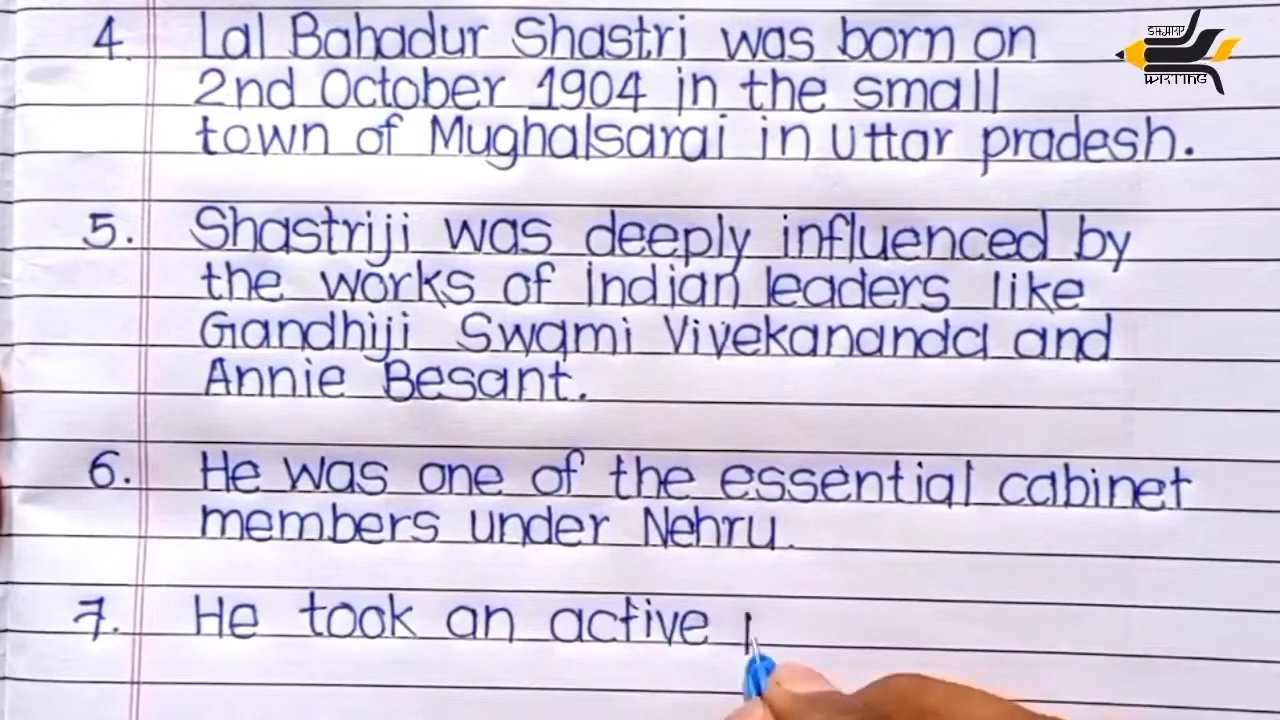 SHARP
WRITING
4. Lal Bahadur Shastri was born on
2nd October 1904 in the small
town of Mughalsarai in Uttar pradesh.
5. Shastriji was deeply influenced by
the works of indian leaders like
Gandhiji Swami Vivekananda and
Annie Besant.
6. He was one of the essential cabinet
members under Nehru.
7. He took an active